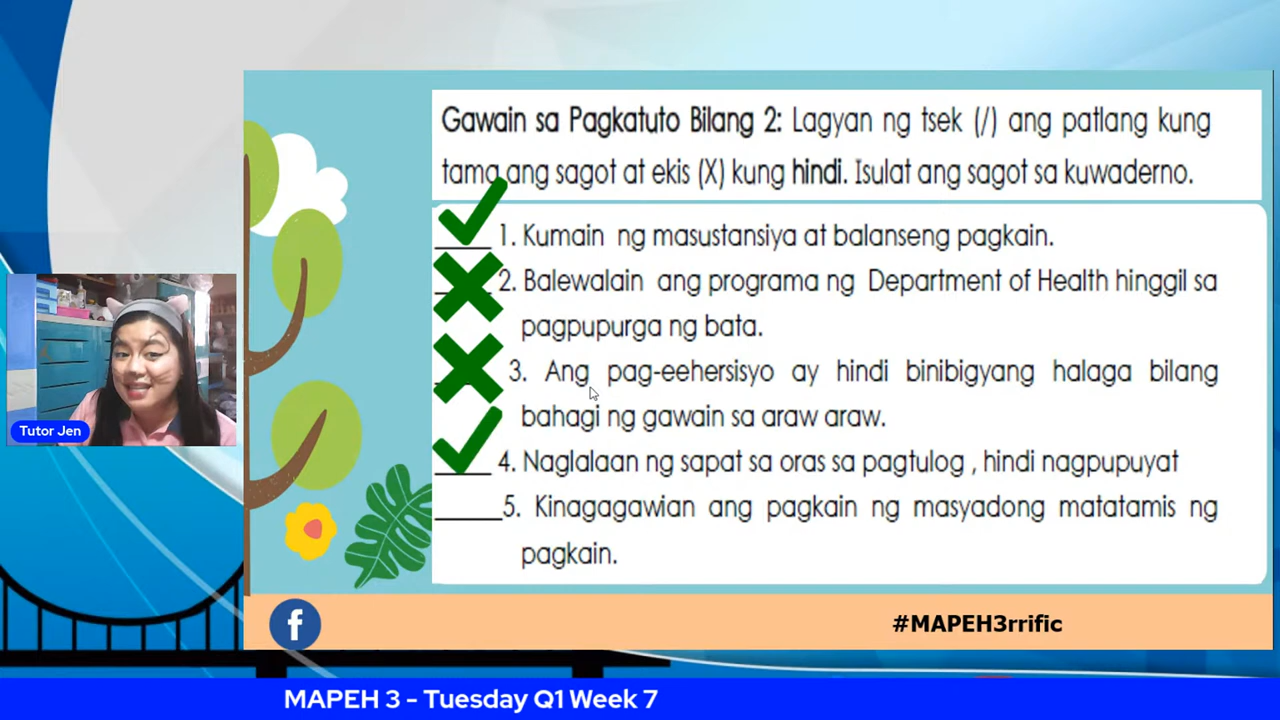 Gawain sa Pagkatuto Bilang 2: Lagyan ng tsek (/) ang patlang kung
tama ang sagot at ekis (X) kung hindi. Isulat ang sagot sa kuwaderno.
_____ 1. Kumain ng masustansiya at balanseng pagkain.
2. Balewalain ang programa ng Department of Health hinggil sa
pagpupurga ng bata.
3. Ang pag-eehersisyo ay hindi binibigyang halaga bilang
bahagi ng gawain sa araw araw.
_____ 4. Naglalaan ng sapat sa oras sa pagtulog , hindi nagpupuyat
_____5. Kinagagawian ang pagkain ng masyadong matatamis ng
pagkain.
Tutor Jen
f
#MAPEH3rrific
MAPEH 3 - Tuesday Q1 Week 7